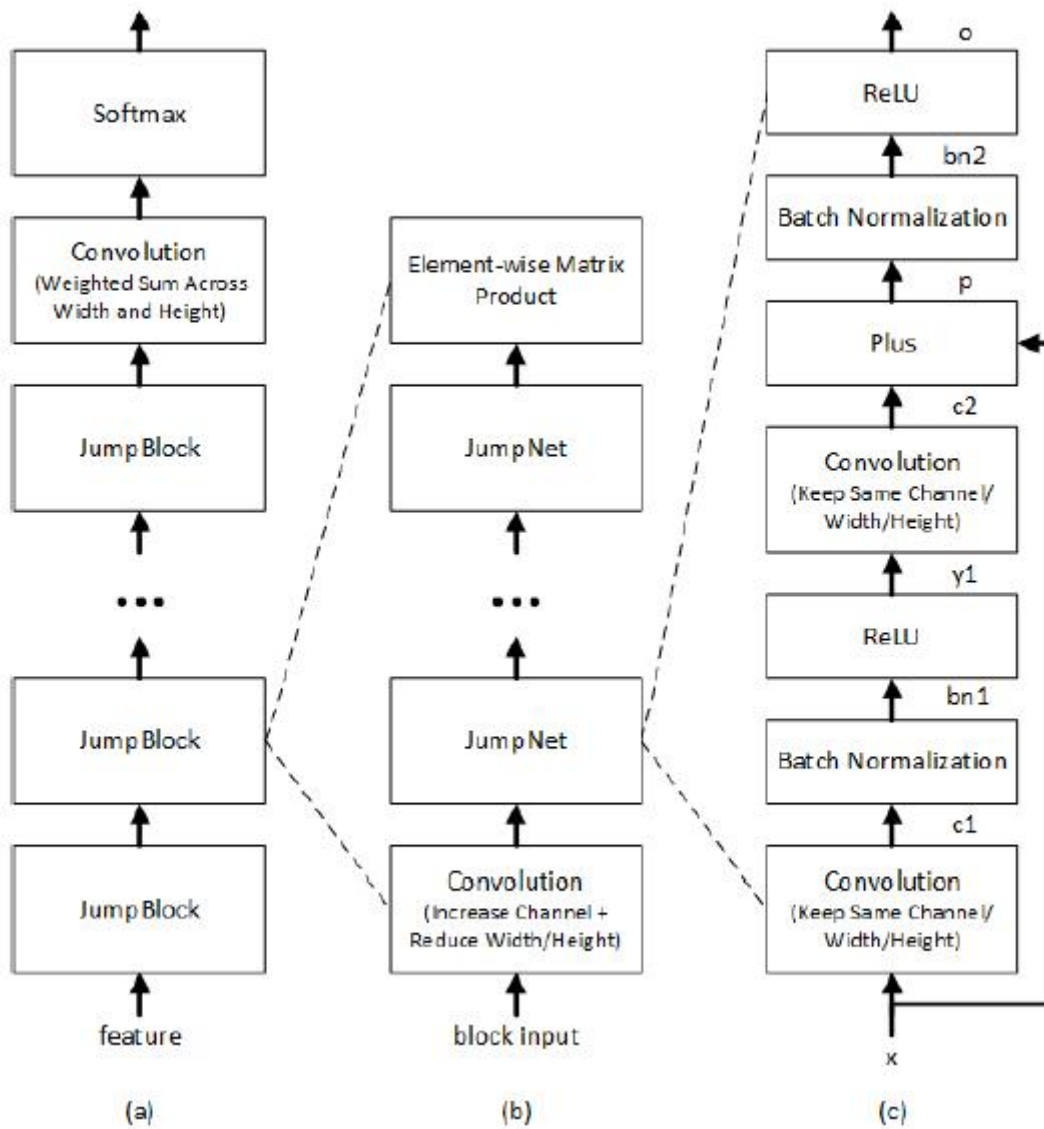 Softmax
Convolution
(Weighted Sum Across
Width and Height)
JumpBlock
...
JumpBlock
JumpBlock
feature
(a)
Element-wise Matrix
Product
JumpNet
...
JumpNet
Convolution
(Increase Channel +
Reduce Width/Height)
block input
(b)
o
ReLU
bn2
Batch Normalization
p
Plus
c2
Convolution
(Keep Same Channel/
Width/Height)
y1
ReLU
bn1
Batch Normalization
c1
Convolution
(Keep Same Channel/
Width/Height)
x
(c)